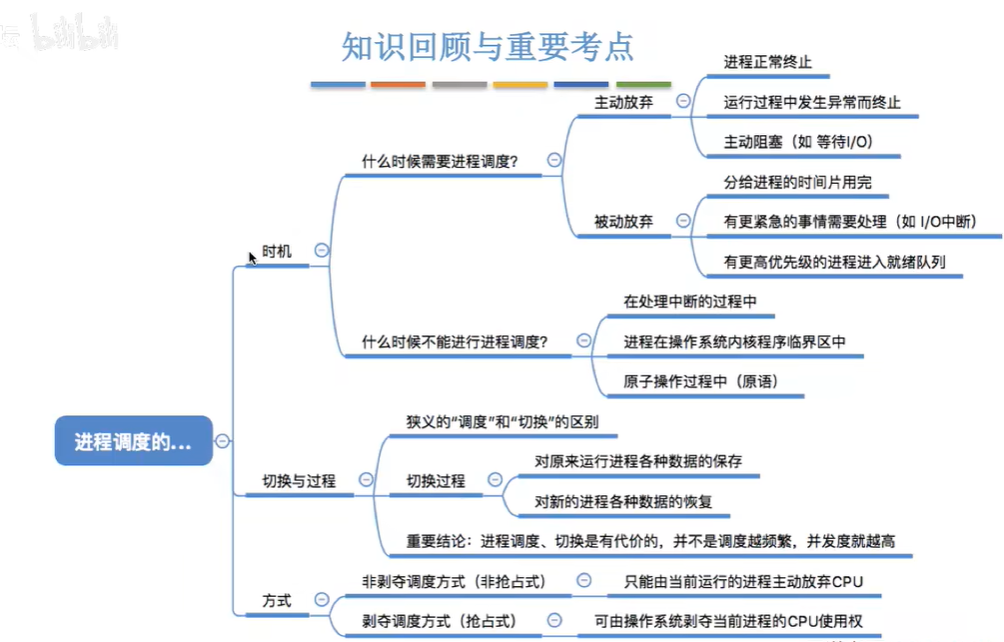 bilibili
知识回顾与重要考点
进程正常终止
主动放弃
运行过程中发生异常而终止
主动阻塞（如 等待I/O）
什么时候需要进程调度?
分给进程的时间片用完
被动放弃
有更紧急的事情需要处理（如 I/O中断）
有更高优先级的进程进入就绪队列
时机
在处理中断的过程中
什么时候不能进行进程调度?
进程在操作系统内核程序临界区中
原子操作过程中（原语）
进程调度的...
狭义的“调度”和“切换”的区别
切换与过程
切换过程
对原来运行进程各种数据的保存
对新的进程各种数据的恢复
重要结论：进程调度、切换是有代价的，并不是调度越频繁，并发度就越高
方式
非剥夺调度方式（非抢占式）
只能由当前运行的进程主动放弃CPU
剥夺调度方式（抢占式）
可由操作系统剥夺当前进程的CPU使用权